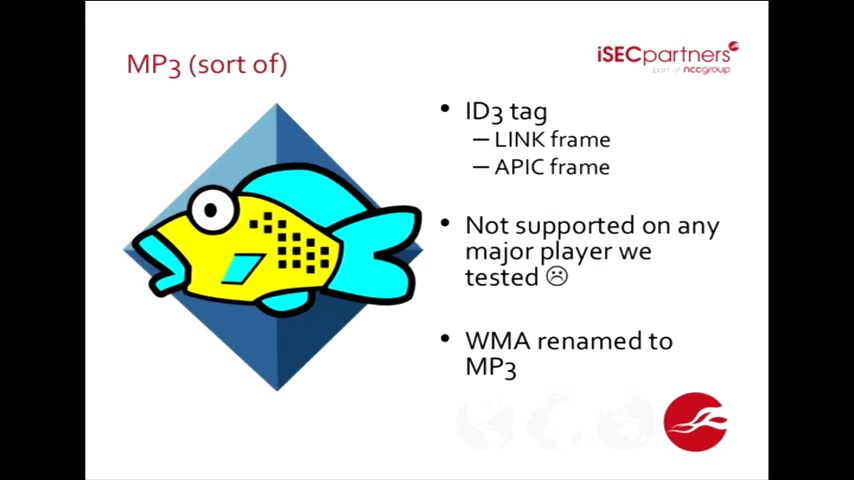 MP3 (sort of)
iSECpartners
part of nccgroup
• ID3 tag
– LINK frame
– APIC frame
• Not supported on any
major player we
tested ☹
• WMA renamed to
MP3